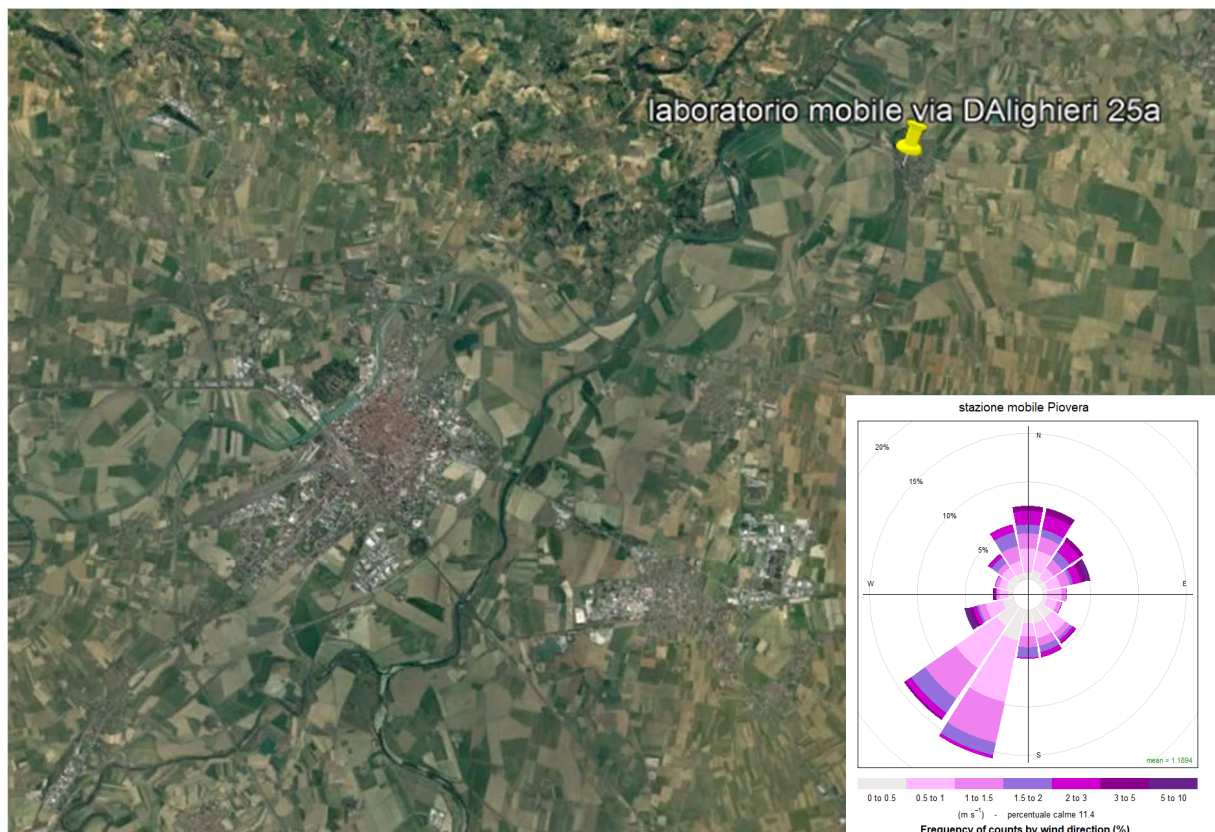 laboratorio mobile via DAlighieri 25a
stazione mobile Piovera
20%
N
15%
10%
5%
W
E
S
mean = 1.1894
0 to 0.5 0.5 to 1 1 to 1.5 1.5 to 2 2 to 3 3 to 5 5 to 10
(m s⁻¹) - percentuale calme 11.4
Frequency of counts by wind direction (%)